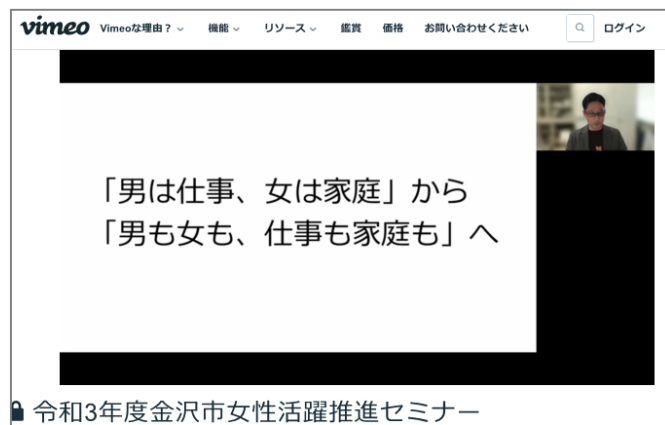 vimeo Vimeoな理由？ 機能 リソース 鑑賞 価格 お問い合わせください ログイン
「男は仕事、女は家庭」から
「男も女も、仕事も家庭も」へ
令和3年度金沢市女性活躍推進セミナー